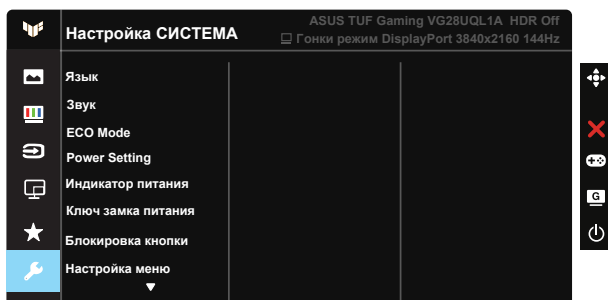 ASUS TUF Gaming VG28UQL1A HDR Off
Настройка СИСТЕМА
Гонки режим DisplayPort 3840x2160 144Hz
Язык
Звук
ECO Mode
Power Setting
Индикатор питания
Ключ замка питания
Блокировка кнопки
Настройка меню
G